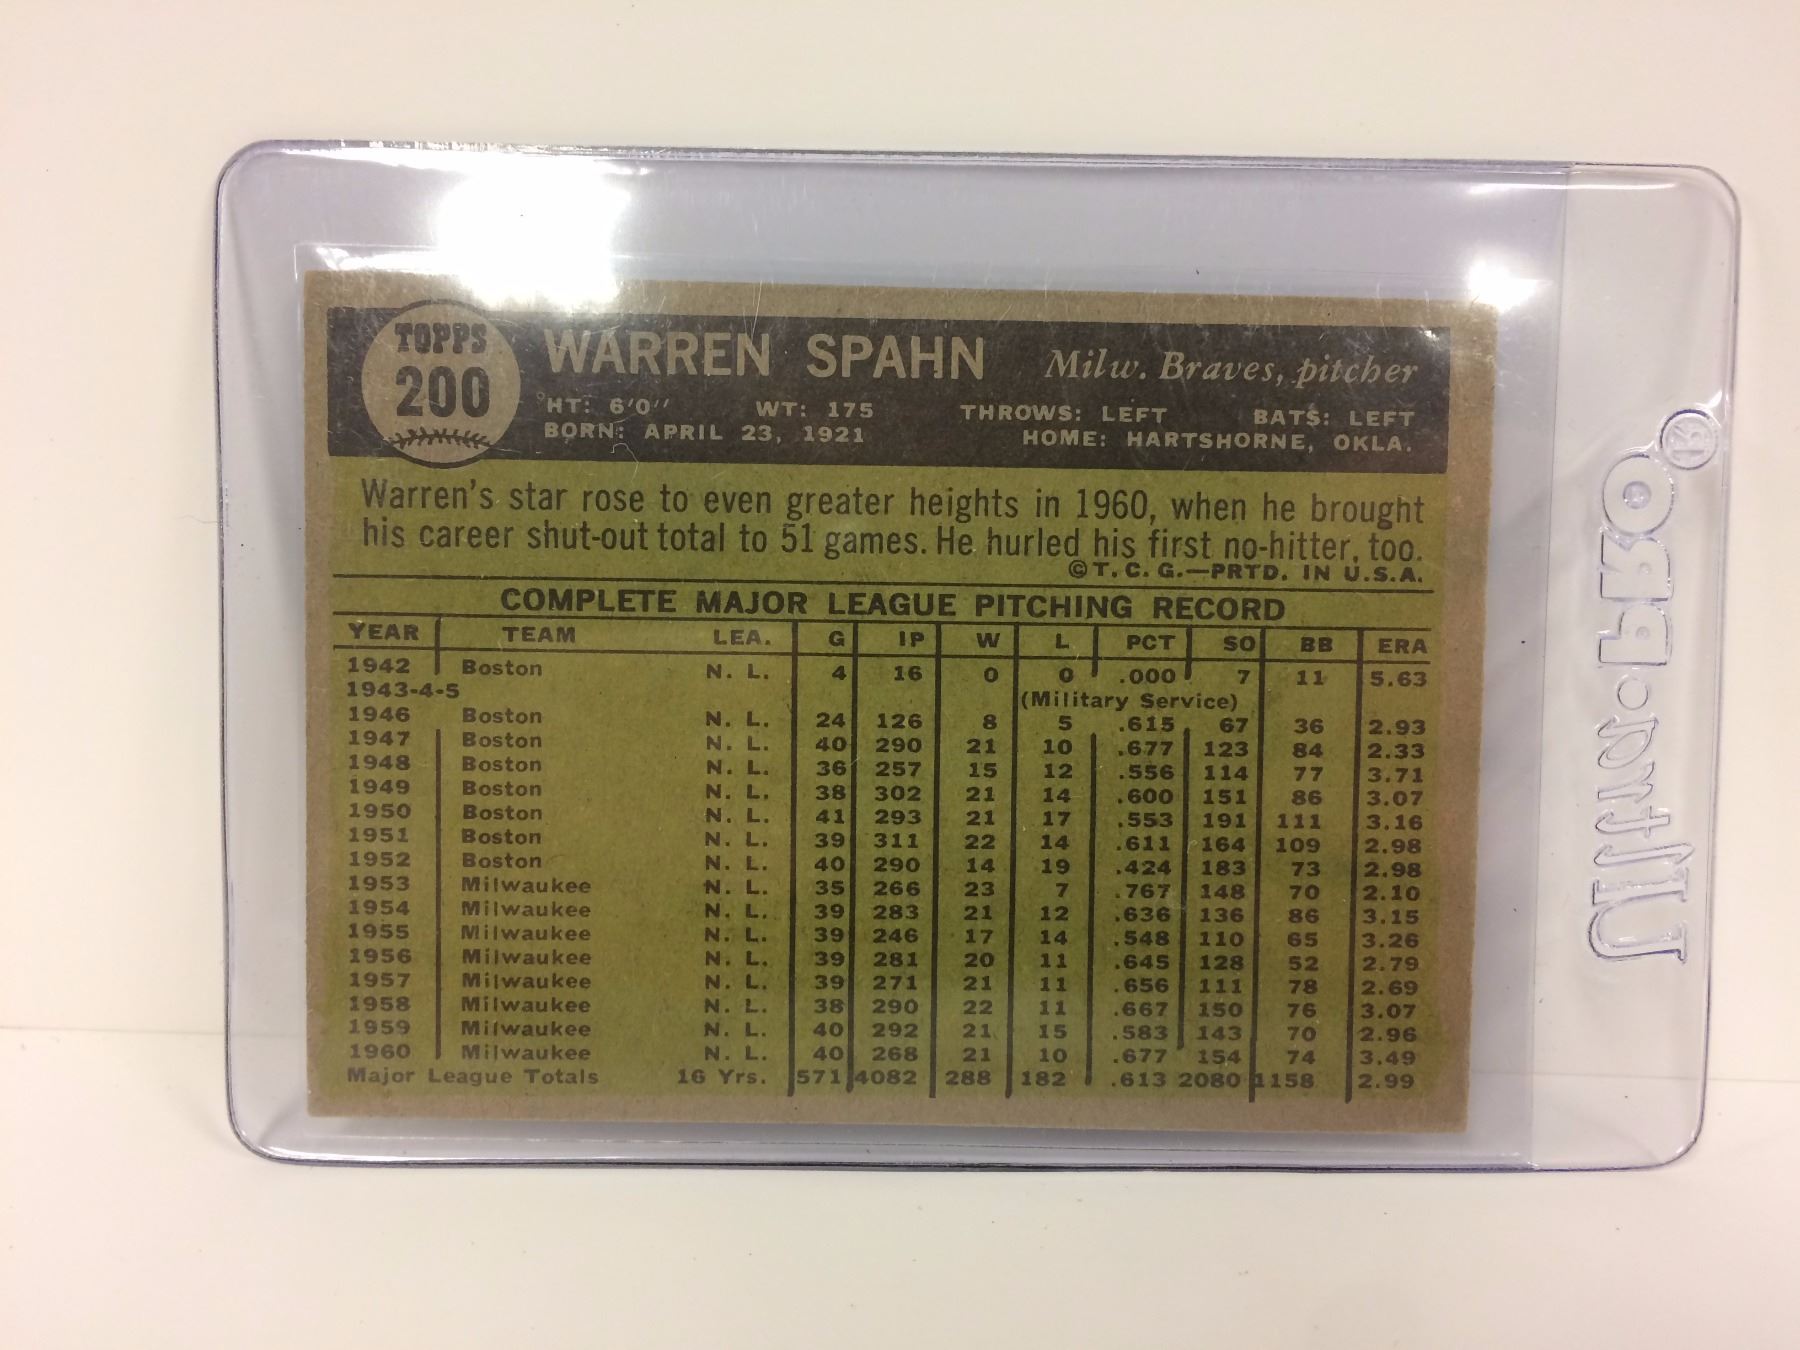 TOPPS
200
WARREN SPAHN Milw. Braves, pitcher
HT: 6'0" WT: 175 THROWS: LEFT BATS: LEFT
BORN: APRIL 23, 1921 HOME: HARTSHORNE, OKLA.
Warren's star rose to even greater heights in 1960, when he brought
his career shut-out total to 51 games. He hurled his first no-hitter, too.
©T. C. G.—PRTD. IN U.S.A.
COMPLETE MAJOR LEAGUE PITCHING RECORD
YEAR TEAM LEA. G IP W L PCT SO BB ERA
1942 Boston N. L. 4 16 0 0 .000 7 11 5.63
1943-4-5 (Military Service)
1946 Boston N. L. 24 126 8 5 .615 67 36 2.93
1947 Boston N. L. 40 290 21 10 .677 123 84 2.33
1948 Boston N. L. 36 257 15 12 .556 114 77 3.71
1949 Boston N. L. 38 302 21 14 .600 151 86 3.07
1950 Boston N. L. 41 293 21 17 .553 191 111 3.16
1951 Boston N. L. 39 311 22 14 .611 164 109 2.98
1952 Boston N. L. 40 290 14 19 .424 183 73 2.98
1953 Milwaukee N. L. 35 266 23 7 .767 148 70 2.10
1954 Milwaukee N. L. 39 283 21 12 .636 136 86 3.15
1955 Milwaukee N. L. 39 246 17 14 .548 110 65 3.26
1956 Milwaukee N. L. 39 281 20 11 .645 128 52 2.79
1957 Milwaukee N. L. 39 271 21 11 .656 111 78 2.69
1958 Milwaukee N. L. 38 290 22 11 .667 150 76 3.07
1959 Milwaukee N. L. 40 292 21 15 .583 143 70 2.96
1960 Milwaukee N. L. 40 268 21 10 .677 154 74 3.49
Major League Totals 16 Yrs. 571 4082 288 182 .613 2080 1158 2.99
Ultra·PRO®